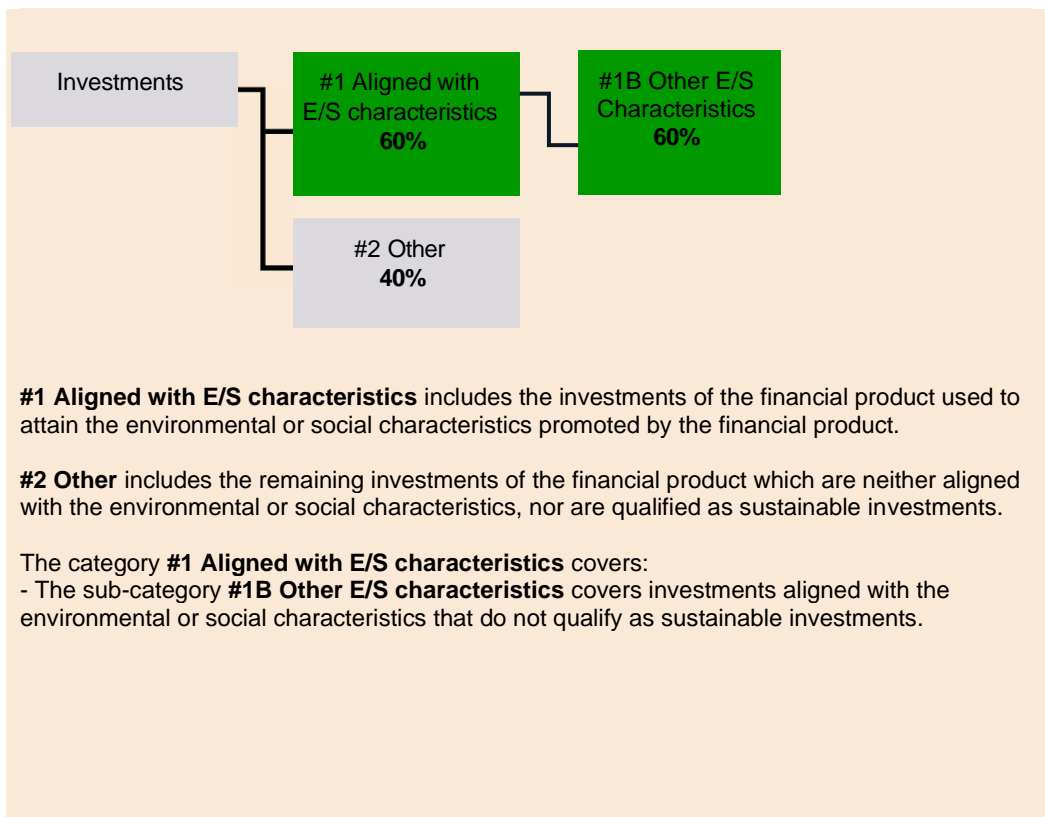 Investments
#1 Aligned with
E/S characteristics
60%
#1B Other E/S
Characteristics
60%
#2 Other
40%
#1 Aligned with E/S characteristics includes the investments of the financial product used to
attain the environmental or social characteristics promoted by the financial product.
#2 Other includes the remaining investments of the financial product which are neither aligned
with the environmental or social characteristics, nor are qualified as sustainable investments.
The category #1 Aligned with E/S characteristics covers:
- The sub-category #1B Other E/S characteristics covers investments aligned with the
environmental or social characteristics that do not qualify as sustainable investments.